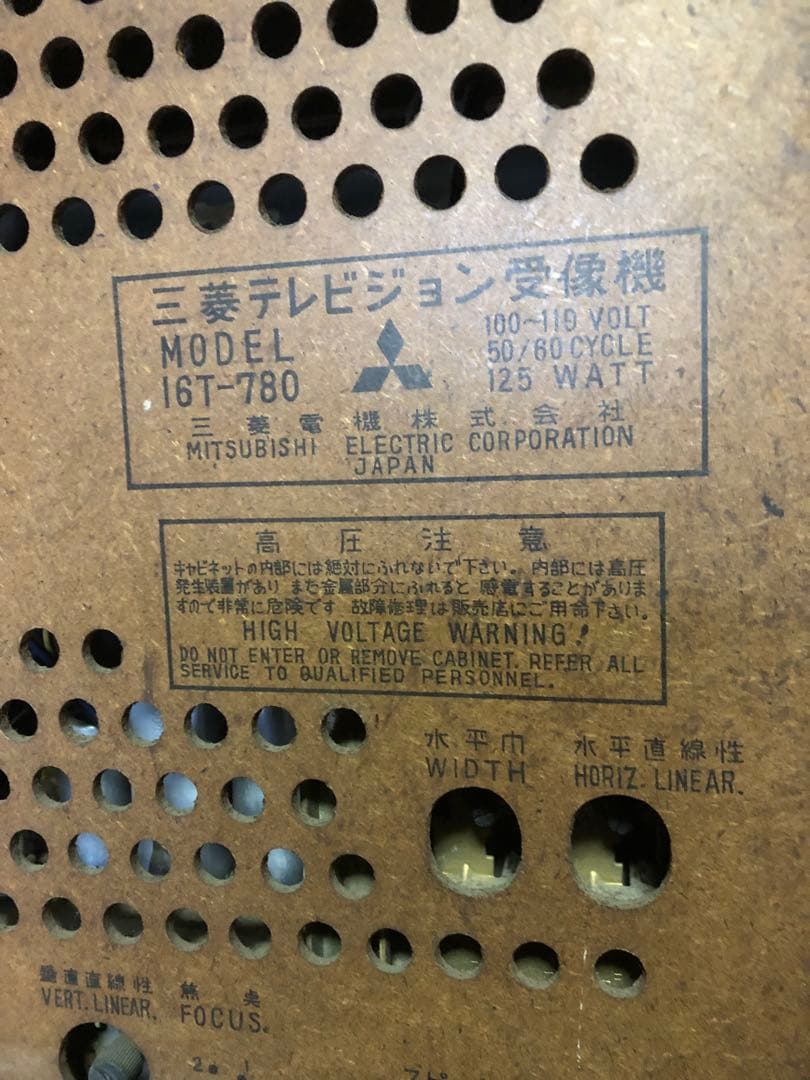 三菱テレビジョン受像機
MODEL
16T-780
100~110 VOLT
50/60 CYCLE
125 WATT
三菱電機株式会社
MITSUBISHI ELECTRIC CORPORATION
JAPAN
高圧注意
キャビネットの内部には絶対にふれないで下さい。内部には高圧
発生装置があり また金属部分にふれると 感電することがありま
すので非常に危険です 故障修理は販売店にご用命下さい。
HIGH VOLTAGE WARNING!
DO NOT ENTER OR REMOVE CABINET. REFER ALL
SERVICE TO QUALIFIED PERSONNEL.
水平巾
WIDTH
水平直線性
HORIZ. LINEAR.
垂直直線性
VERT. LINEAR.
焦点
FOCUS.
2 1